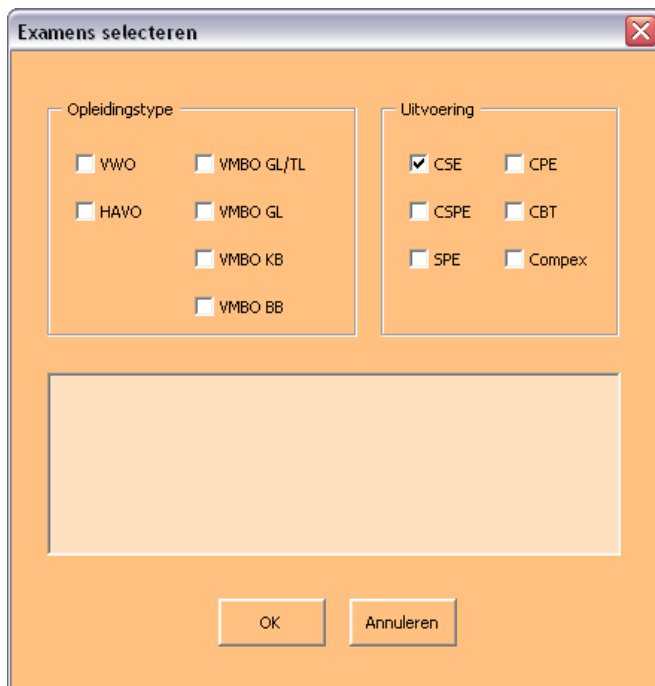 Examens selecteren
Opleidingstype
Uitvoering
VWO
VMBO GL/TL
CSE
CPE
HAVO
VMBO GL
CSPE
CBT
VMBO KB
SPE
Compex
VMBO BB
OK
Annuleren